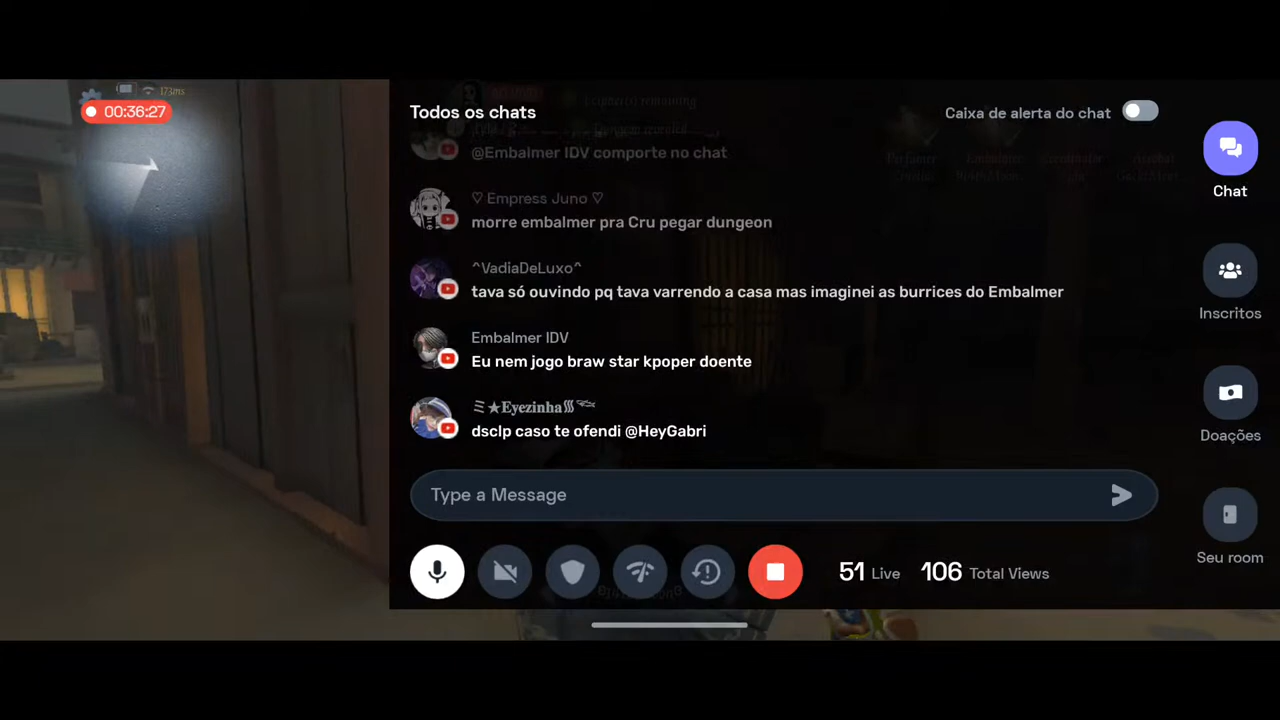 173ms
00:36:27
Todos os chats
Caixa de alerta do chat
remaining
@Embalmer IDV comporte no chat
♡ Empress Juno ♡
morre embalmer pra Cru pegar dungeon
^VadiaDeLuxo^
tava só ouvindo pq tava varrendo a casa mas imaginei as burrices do Embalmer
Embalmer IDV
Eu nem jogo braw star kpoper doente
ミ★Eyezinha
dsclp caso te ofendi @HeyGabri
Type a Message
51 Live 106 Total Views
Chat
Inscritos
Doações
Seu room